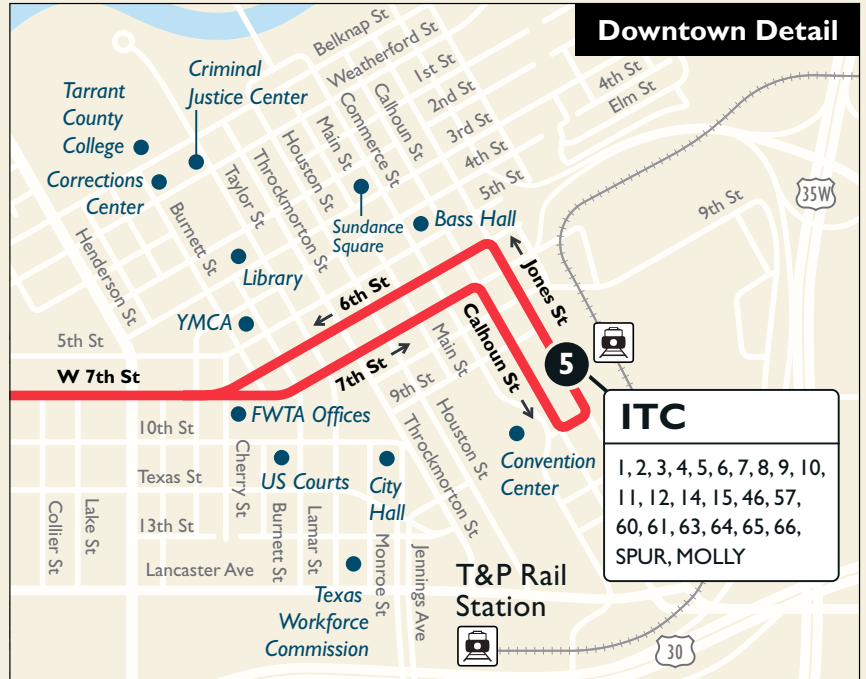 Downtown Detail
Belknap St
Weatherford St
1st St
2nd St
3rd St
4th St
5th St
4th St
Elm St
9th St
35W
Criminal
Justice Center
Tarrant
County
College
Corrections
Center
Commerce St
Calhoun St
Main St
Houston St
Throckmorton St
Taylor St
Burnett St
Henderson St
Sundance
Square
Bass Hall
Library
YMCA
6th St
Jones St
5th St
W 7th St
7th St
Calhoun St
Main St
9th St
Houston St
Throckmorton St
5
ITC
1, 2, 3, 4, 5, 6, 7, 8, 9, 10,
11, 12, 14, 15, 46, 57,
60, 61, 63, 64, 65, 66,
SPUR, MOLLY
FWTA Offices
10th St
Cherry St
US Courts
City
Hall
Convention
Center
Texas St
Collier St
Lake St
13th St
Burnett St
Lamar St
Monroe St
Jennings Ave
Lancaster Ave
Texas
Workforce
Commission
T&P Rail
Station
30